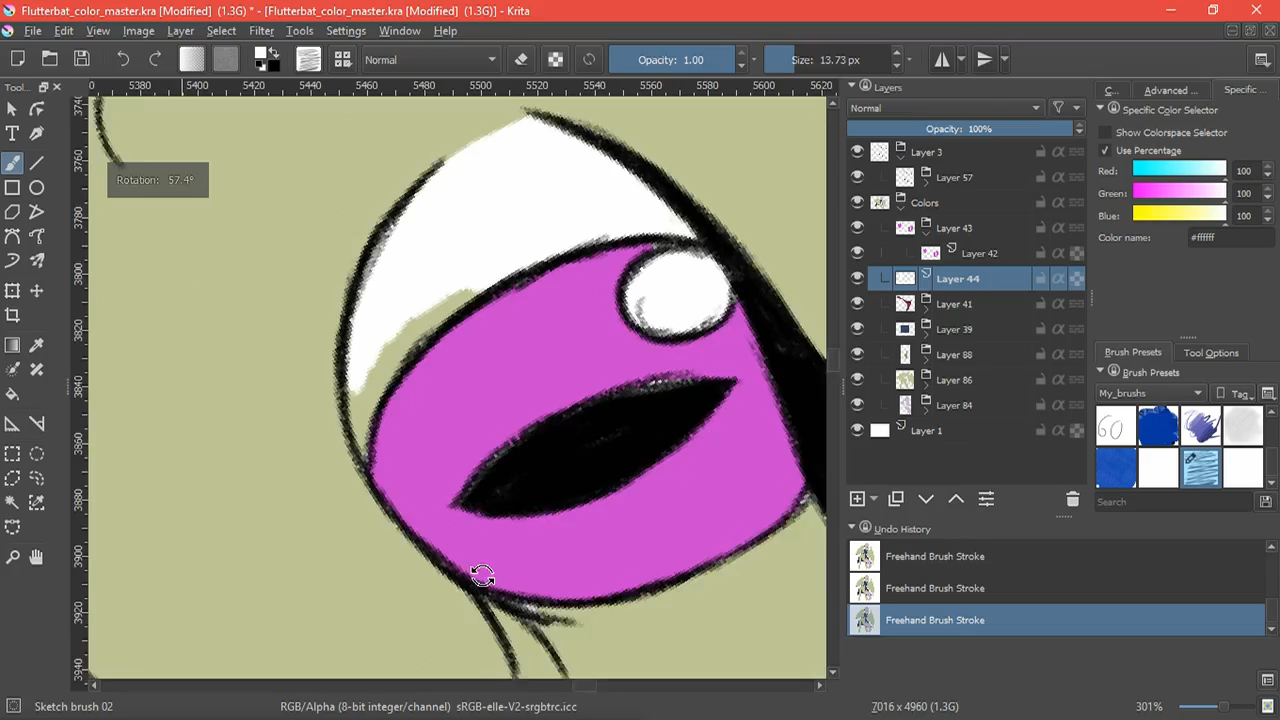 Flutterbat_color_master.kra [Modified] (1.3G) * - [Flutterbat_color_master.kra [Modified] (1.3G)] - Krita
File Edit View Image Filter Tools Layer Select Settings Window Help
Normal Opacity: 1.00 Size: 13.73 px
Tool...
0 5380 5400 5420 5440 5460 5480 5500 5520 5540 5560 5580 5600 5620
3760
3780
3800
3820
3840
3860
3880
3900
3920
3940
Rotation: 57.4°
Layers
Normal
Opacity: 100%
Layer 3
Layer 57
Colors
Layer 43
Layer 42
Layer 44
Layer 41
Layer 39
Layer 88
Layer 86
Layer 84
Layer 1
Undo History
Freehand Brush Stroke
Freehand Brush Stroke
Freehand Brush Stroke
C... Advanced ... Specific ...
Specific Color Selector
Show Colorspace Selector
Use Percentage
Red: 100
Green: 100
Blue: 100
Color name: #ffffff
Brush Presets Tool Options
Brush Presets
My_brushes Tag
60
Search
Sketch brush 02 RGB/Alpha (8-bit integer/channel) sRGB-elle-V2-srgbtrc.icc 7016 x 4960 (1.3G) 301%